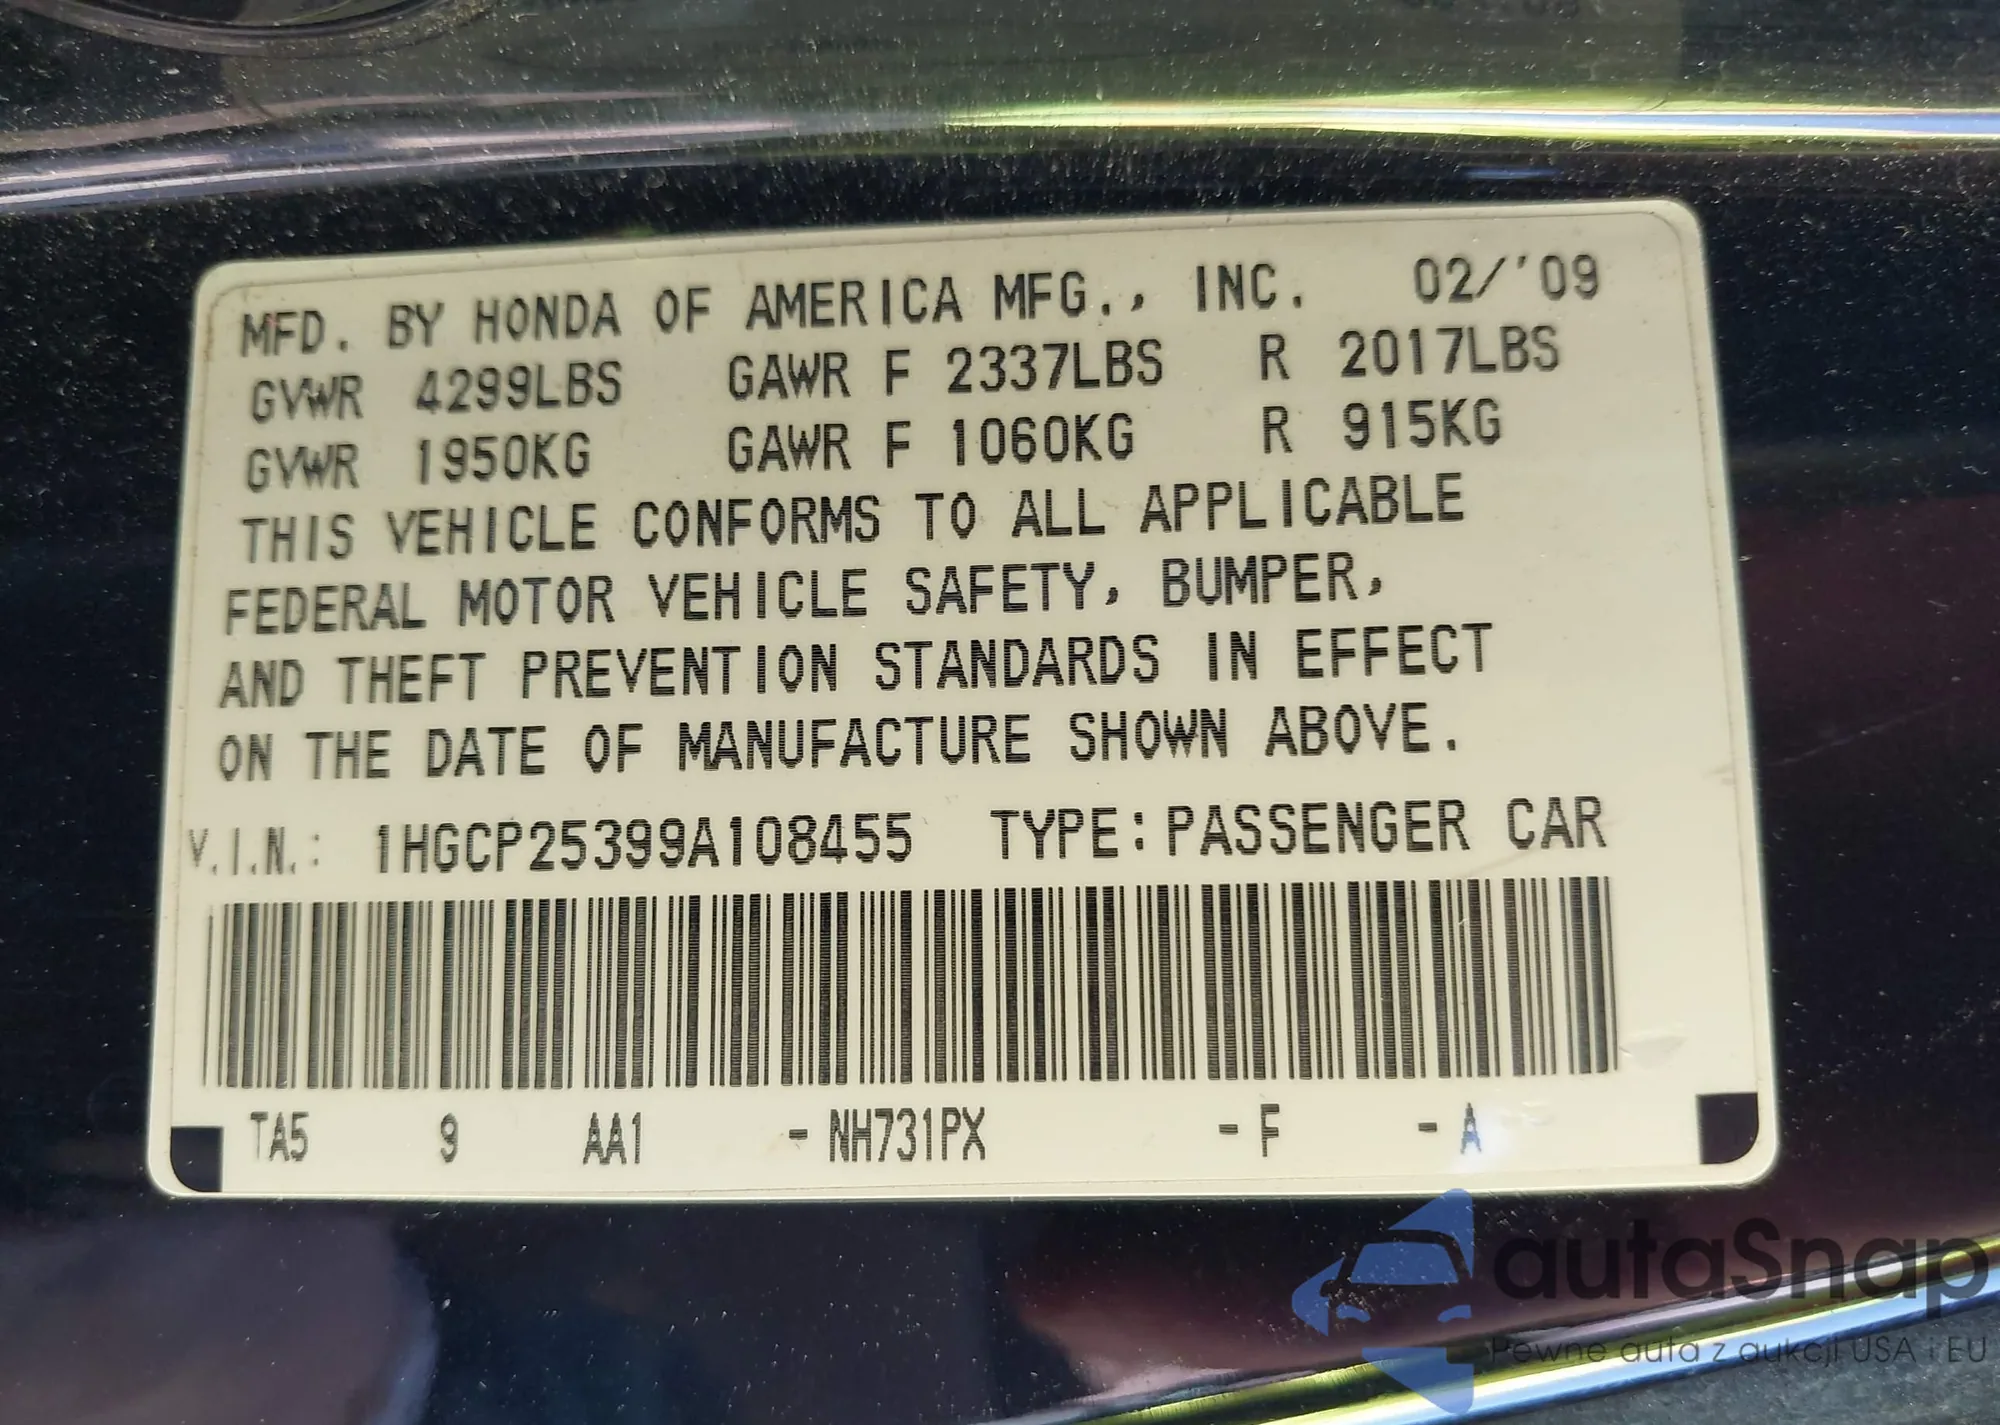 MFD. BY HONDA OF AMERICA MFG., INC. 02/'09
GVWR 4299LBS GAWR F 2337LBS R 2017LBS
GVWR 1950KG GAWR F 1060KG R 915KG
THIS VEHICLE CONFORMS TO ALL APPLICABLE
FEDERAL MOTOR VEHICLE SAFETY, BUMPER,
AND THEFT PREVENTION STANDARDS IN EFFECT
ON THE DATE OF MANUFACTURE SHOWN ABOVE.
V.I.N.: 1HGCP25399A108455 TYPE:PASSENGER CAR
TA5 9 AA1 -NH731PX -F -A
autaSnap
Pewne auta z aukcji USA i EU